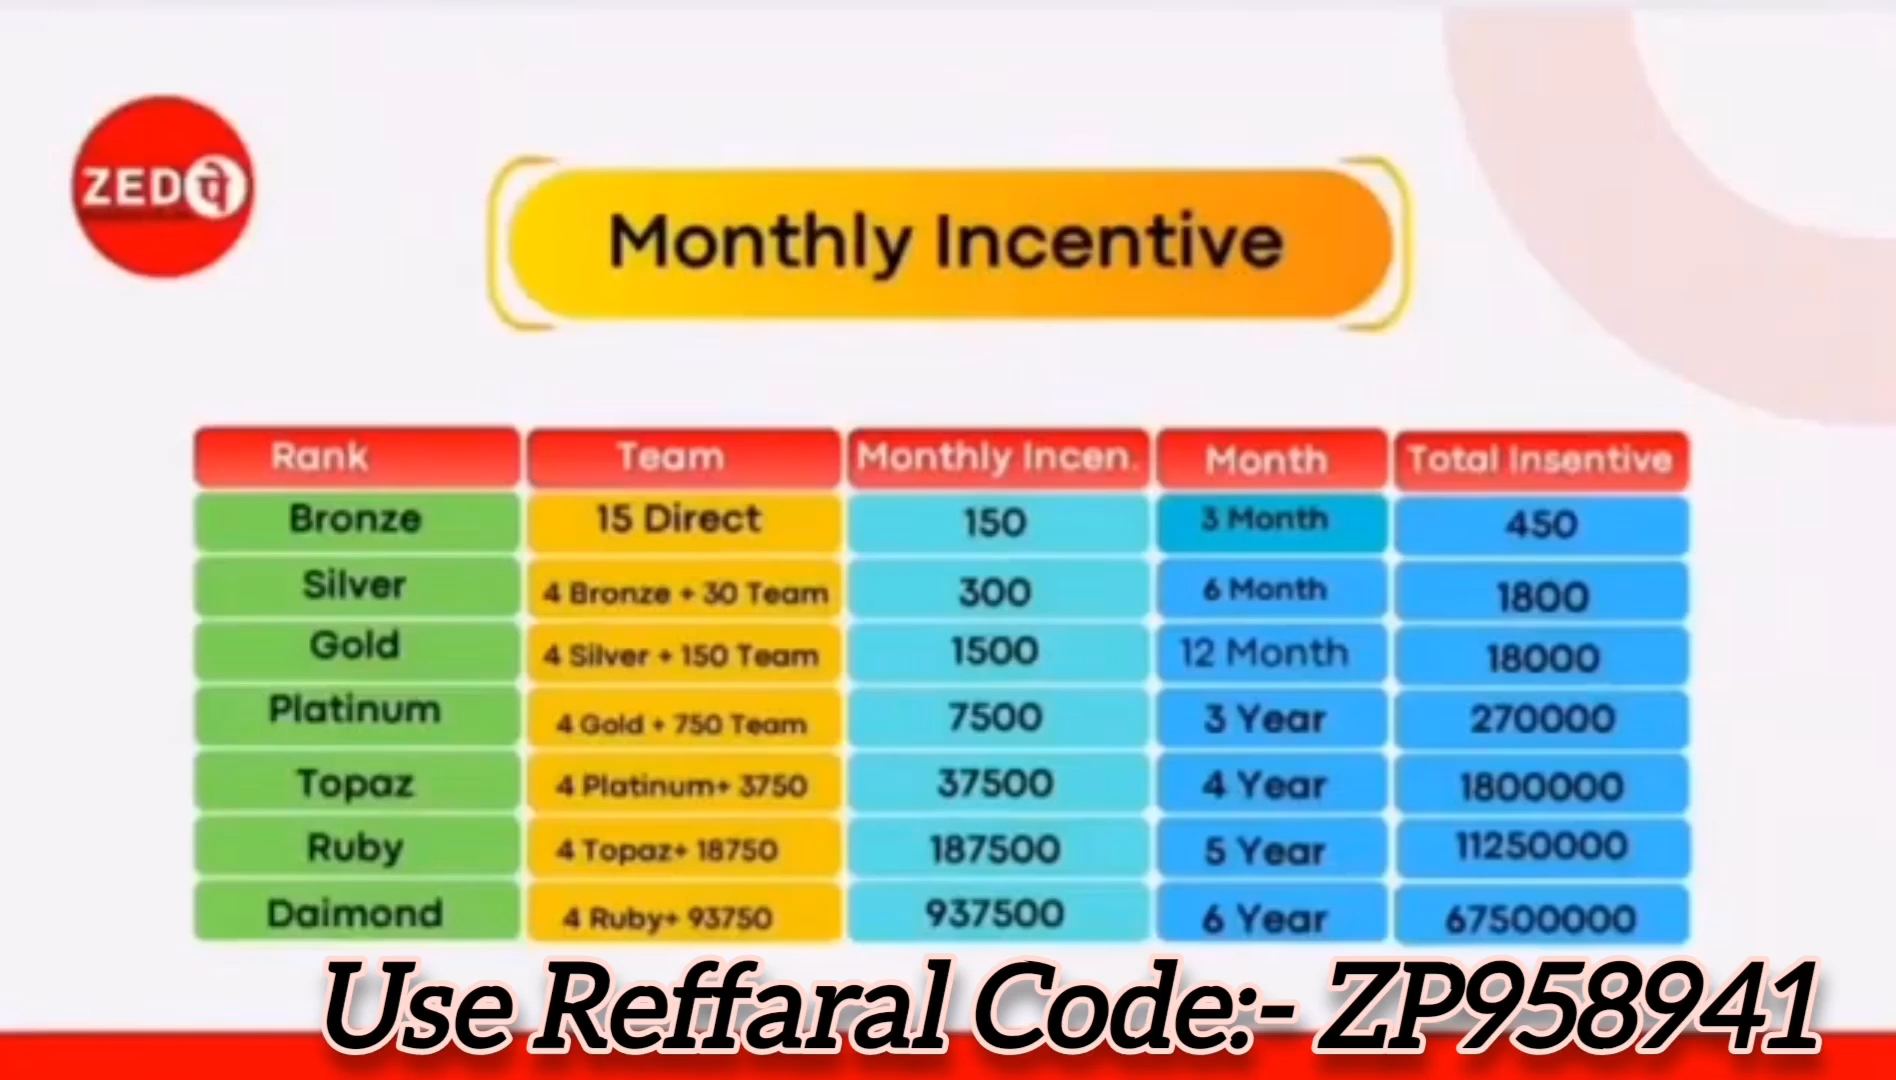 ZEDपे
Monthly Incentive
Rank Team Monthly Incen. Month Total Insentive
Bronze 15 Direct 150 3 Month 450
Silver 4 Bronze + 30 Team 300 6 Month 1800
Gold 4 Silver + 150 Team 1500 12 Month 18000
Platinum 4 Gold + 750 Team 7500 3 Year 270000
Topaz 4 Platinum+ 3750 37500 4 Year 1800000
Ruby 4 Topaz+ 18750 187500 5 Year 11250000
Daimond 4 Ruby+ 93750 937500 6 Year 67500000
Use Reffaral Code:- ZP958941